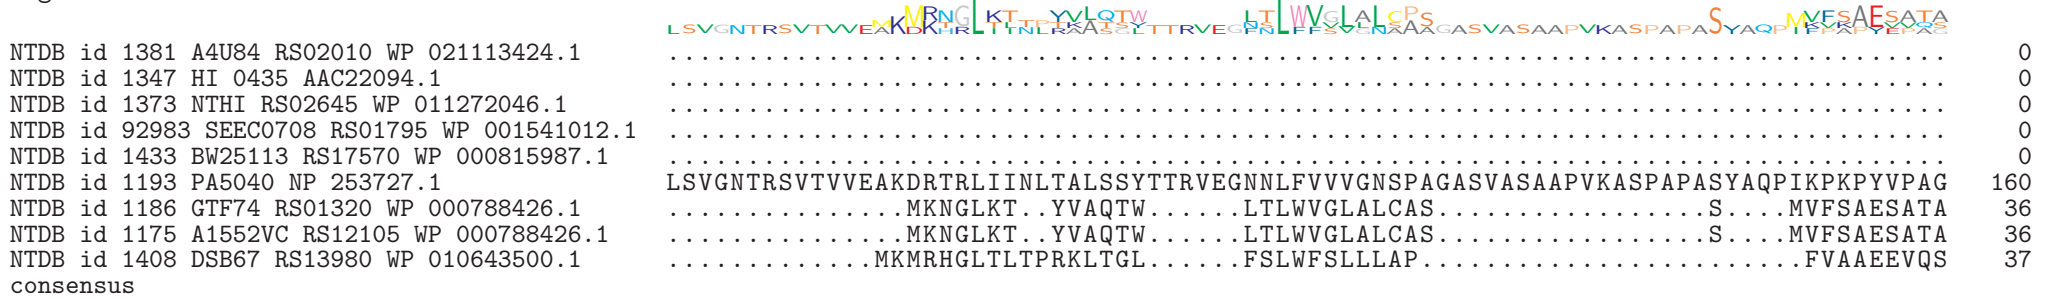 NTDB id 1381 A4U84 RS02010 WP 021113424.1 ................................................................................ 0
NTDB id 1347 HI 0435 AAC22094.1 ................................................................................ 0
NTDB id 1373 NTHI RS02645 WP 011272046.1 ................................................................................ 0
NTDB id 92983 SEEC0708 RS01795 WP 001541012.1 ................................................................................ 0
NTDB id 1433 BW25113 RS17570 WP 000815987.1 ................................................................................ 0
NTDB id 1193 PA5040 NP 253727.1 LSVGNTRSVTVVEAKDRTRLIINLTALSSYTTRVEGNNLFVVVGNSPAGASVASAAPVKASPAPASYAQPIKPKPYVPAG 160
NTDB id 1186 GTF74 RS01320 WP 000788426.1 ...............MKNGLKT..YVAQTW......LTLWVGLALCAS.................S....MVFSAESATA 36
NTDB id 1175 A1552VC RS12105 WP 000788426.1 ...............MKNGLKT..YVAQTW......LTLWVGLALCAS.................S....MVFSAESATA 36
NTDB id 1408 DSB67 RS13980 WP 010643500.1 .............MKMRHGLTLTPRKLTGL......FSLWFSLLLAP........................FVAAEEVQS 37
consensus